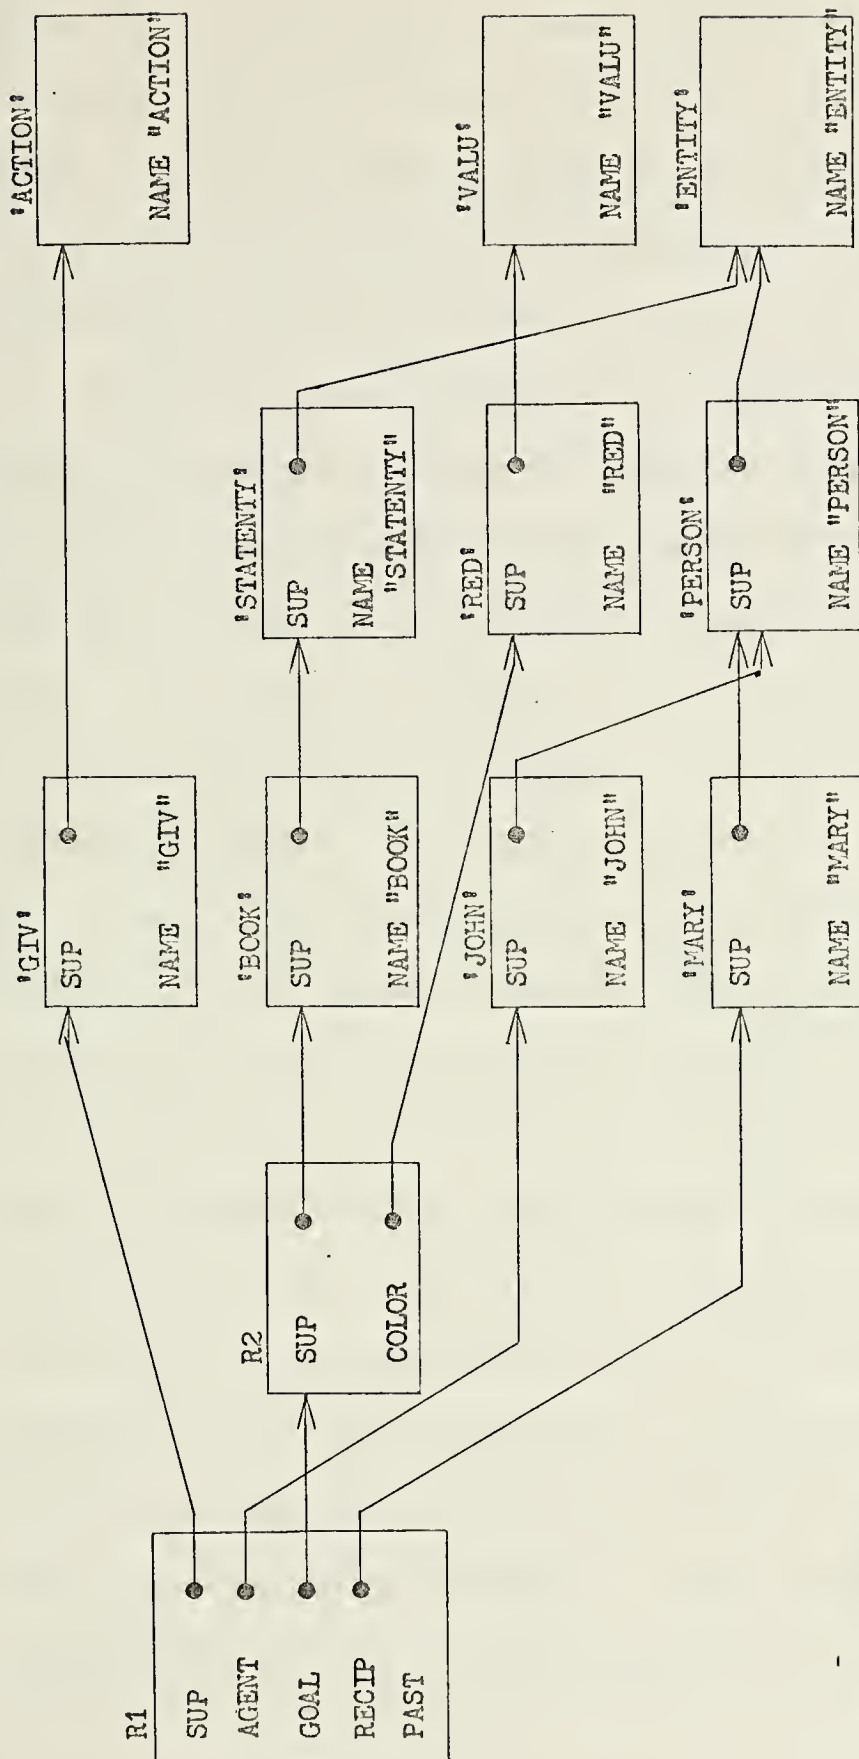 R1
SUP
AGENT
GOAL
RECIP
PAST
R2
SUP
COLOR
'GIV'
SUP
NAME "GIV"
'BOOK'
SUP
NAME "BOOK"
'JOHN'
SUP
NAME "JOHN"
'MARY'
SUP
NAME "MARY"
'STATENTY'
SUP
NAME
"STATENTY"
'RED'
SUP
NAME "RED"
'PERSON'
SUP
NAME "PERSON"
'ACTION'
NAME "ACTION"
'VALU'
NAME "VALU"
'ENTITY'
NAME "ENTITY"